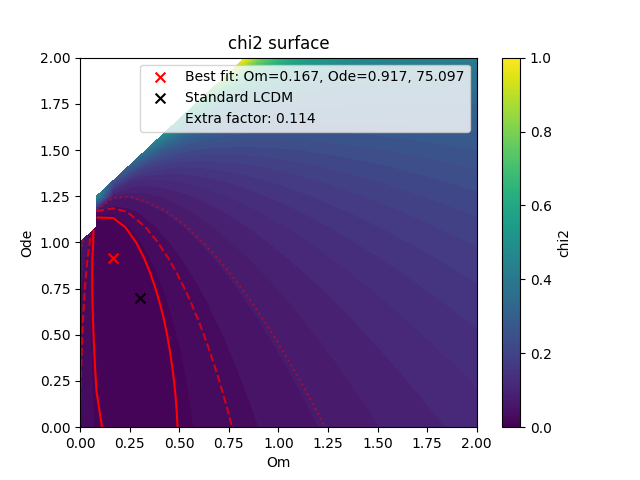 chi2 surface
Best fit: Om=0.167, Ode=0.917, 75.097
Standard LCDM
Extra factor: 0.114
2.00
1.75
1.50
1.25
1.00
0.75
0.50
0.25
0.00
Ode
0.00 0.25 0.50 0.75 1.00 1.25 1.50 1.75 2.00
Om
1.0
0.8
0.6
0.4
0.2
0.0
chi2